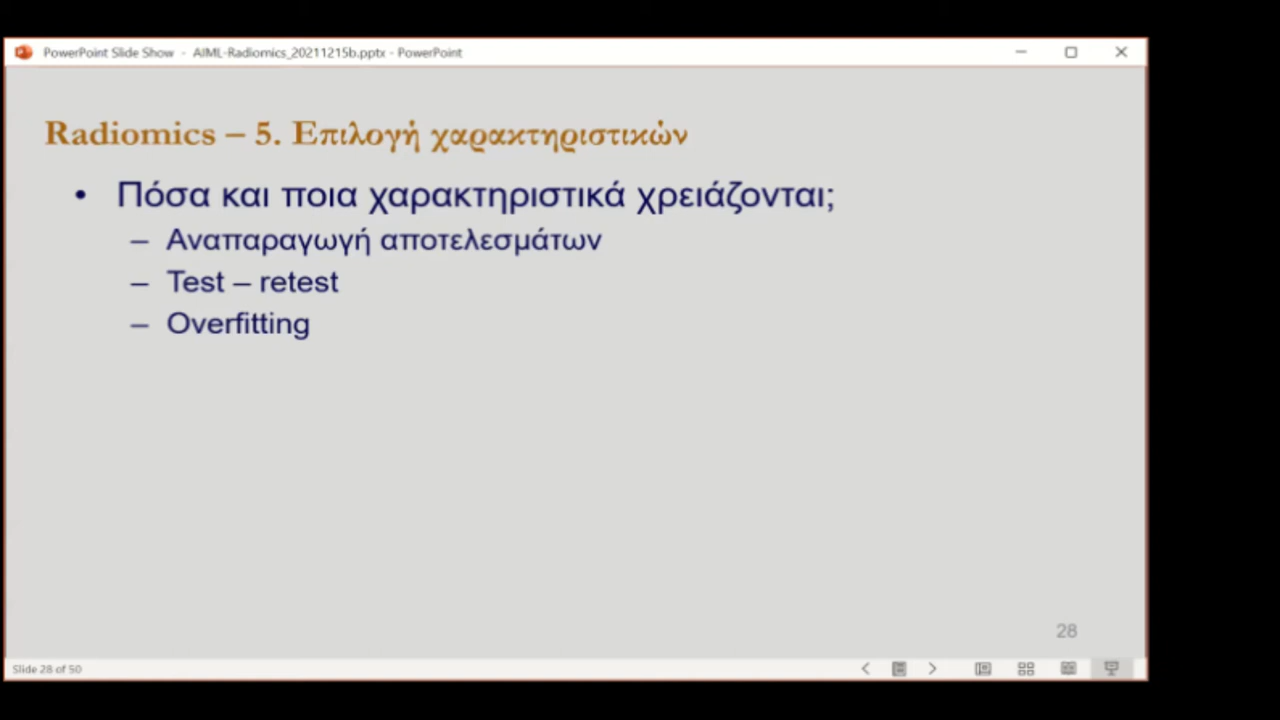 PowerPoint Slide Show - AIML-Radiomics_20211215b.pptx - PowerPoint
Radiomics – 5. Επιλογή χαρακτηριστικών
• Πόσα και ποια χαρακτηριστικά χρειάζονται;
– Αναπαραγωγή αποτελεσμάτων
– Test – retest
– Overfitting
28
Slide 28 of 50